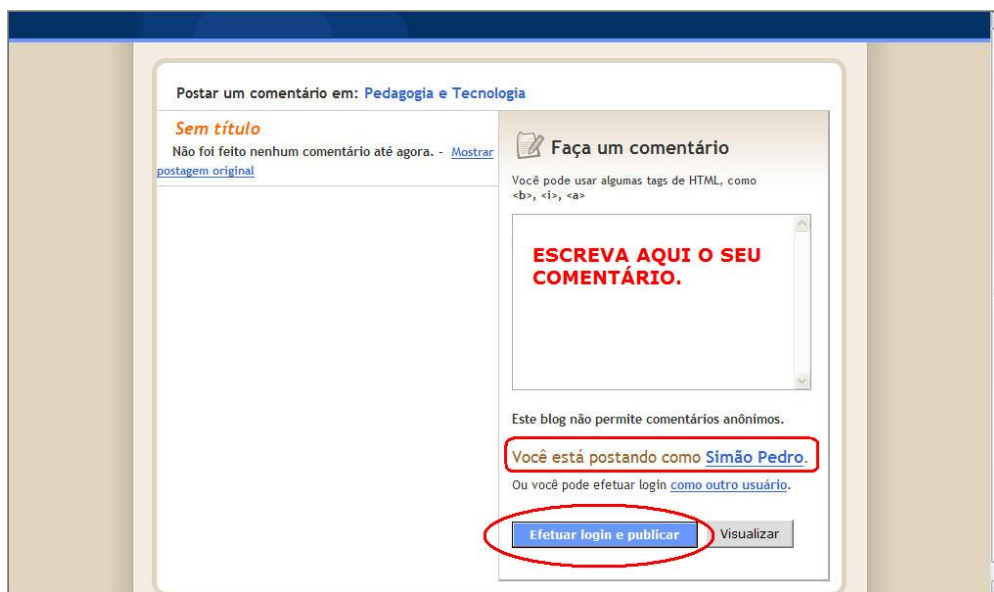 Postar um comentário em: Pedagogia e Tecnologia
Sem título
Não foi feito nenhum comentário até agora. - Mostrar
postagem original
Faça um comentário
Você pode usar algumas tags de HTML, como
<b>, <i>, <a>
ESCREVA AQUI O SEU
COMENTÁRIO.
Este blog não permite comentários anônimos.
Você está postando como Simão Pedro.
Ou você pode efetuar login como outro usuário.
Efetuar login e publicar Visualizar